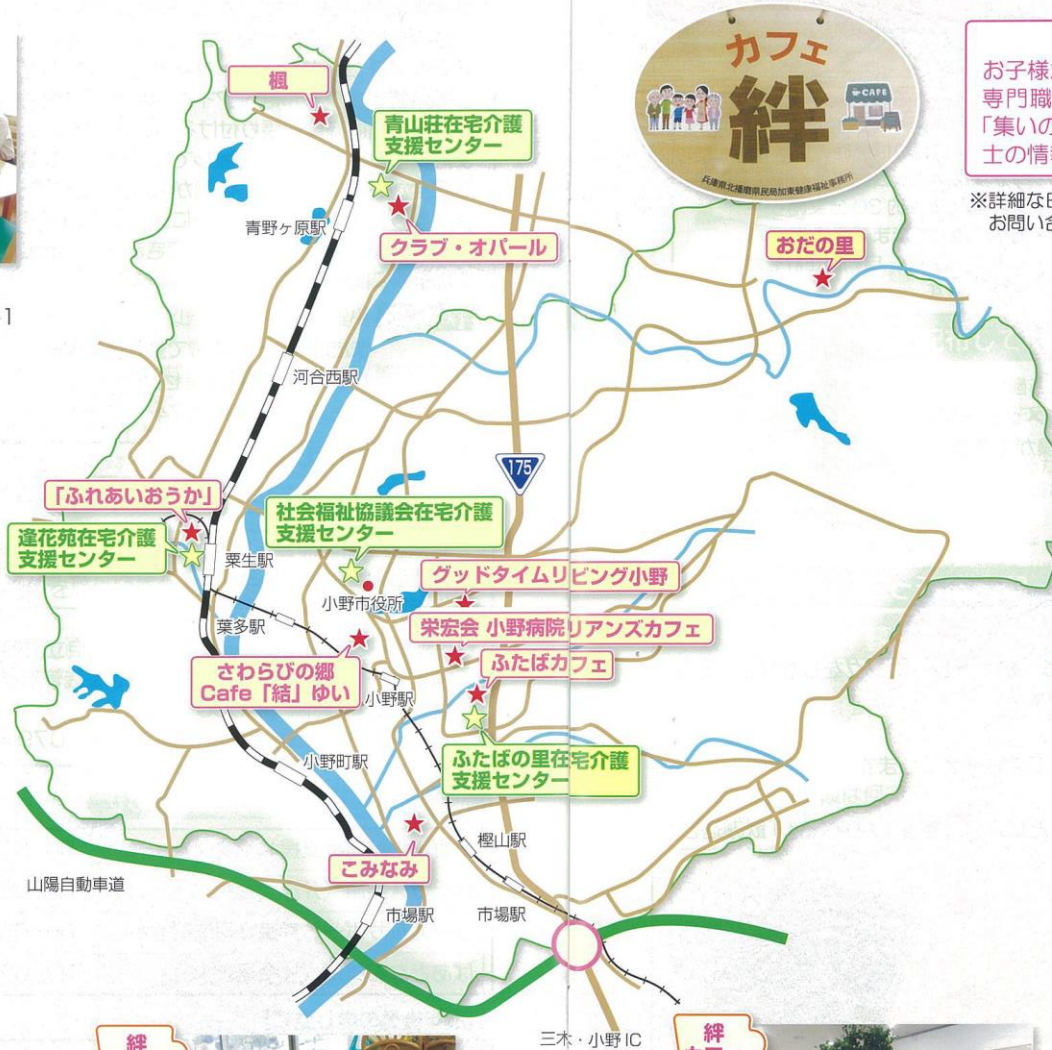 カフェ
絆
CAFE
兵庫県北播磨県民局加東健康福祉事務所
お子様
専門職
「集いの
士の情報
※詳細な日
お問い合
楓
青山荘在宅介護
支援センター
青野ヶ原駅
クラブ・オパール
おだの里
-1
河合西駅
175
「ふれあいおうか」
逢花苑在宅介護
支援センター
社会福祉協議会在宅介護
支援センター
粟生駅
小野市役所
グッドタイムリビング小野
葉多駅
栄宏会 小野病院リアンズカフェ
さわらびの郷
Cafe「結」ゆい
ふたばカフェ
小野駅
小野町駅
ふたばの里在宅介護
支援センター
こみなみ
樫山駅
山陽自動車道
市場駅
市場駅
三木・小野IC
絆
絆